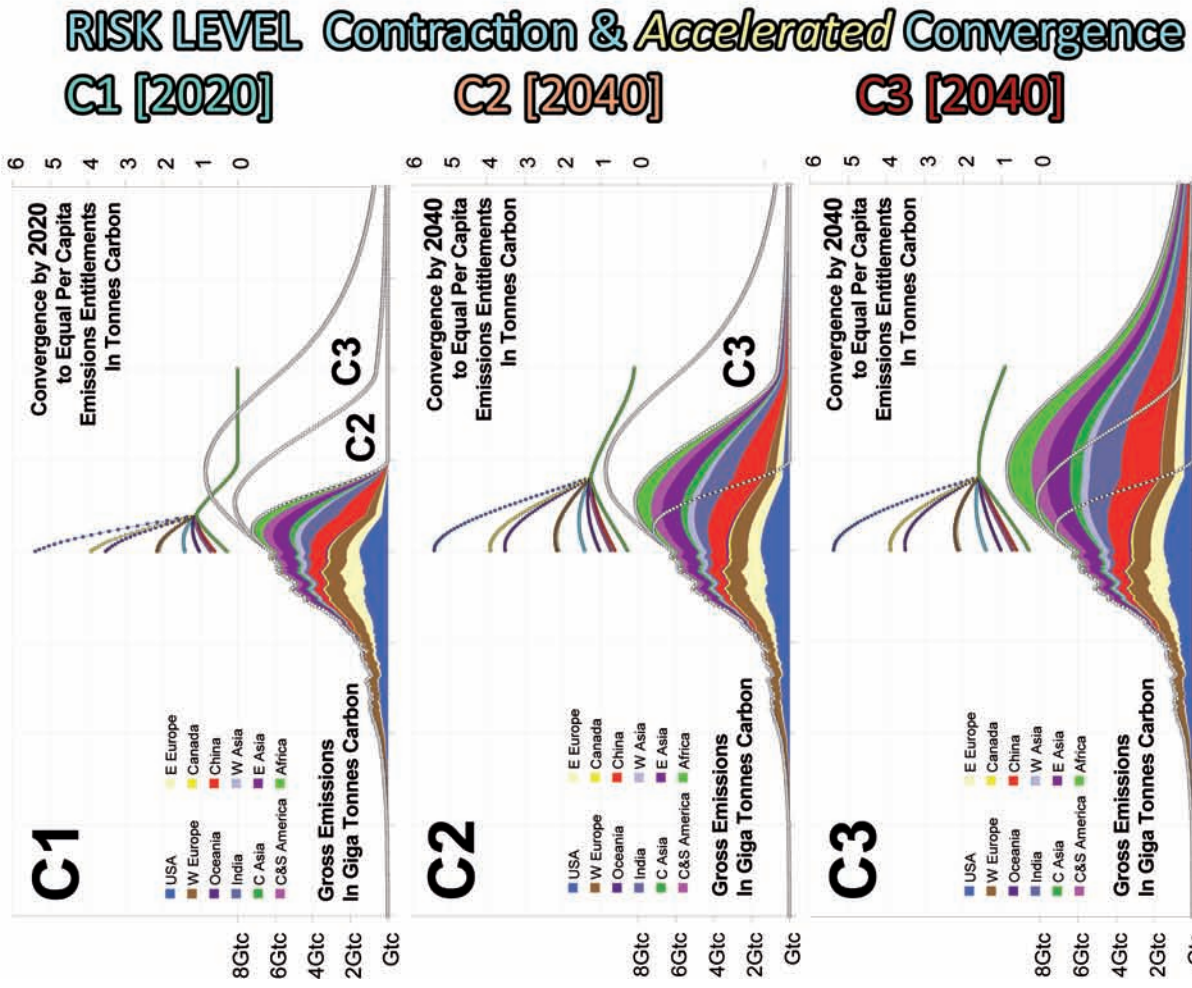 RISK LEVEL Contraction & Accelerated Convergence
C1 [2020]
C2 [2040]
C3 [2040]
C1
USA
W Europe
Oceania
India
C Asia
C&S America
E Europe
Canada
China
W Asia
E Asia
Africa
Gross Emissions
In Giga Tonnes Carbon
8Gtc
6Gtc
4Gtc
2Gtc
Gtc
Convergence by 2020
to Equal Per Capita
Emissions Entitlements
In Tonnes Carbon
C2
C3
6
5
4
3
2
1
0
C2
USA
W Europe
Oceania
India
C Asia
C&S America
E Europe
Canada
China
W Asia
E Asia
Africa
Gross Emissions
In Giga Tonnes Carbon
8Gtc
6Gtc
4Gtc
2Gtc
Gtc
Convergence by 2040
to Equal Per Capita
Emissions Entitlements
In Tonnes Carbon
C3
6
5
4
3
2
1
0
C3
USA
W Europe
Oceania
India
C Asia
C&S America
E Europe
Canada
China
W Asia
E Asia
Africa
Gross Emissions
In Giga Tonnes Carbon
8Gtc
6Gtc
4Gtc
2Gtc
Convergence by 2040
to Equal Per Capita
Emissions Entitlements
In Tonnes Carbon
6
5
4
3
2
1
0